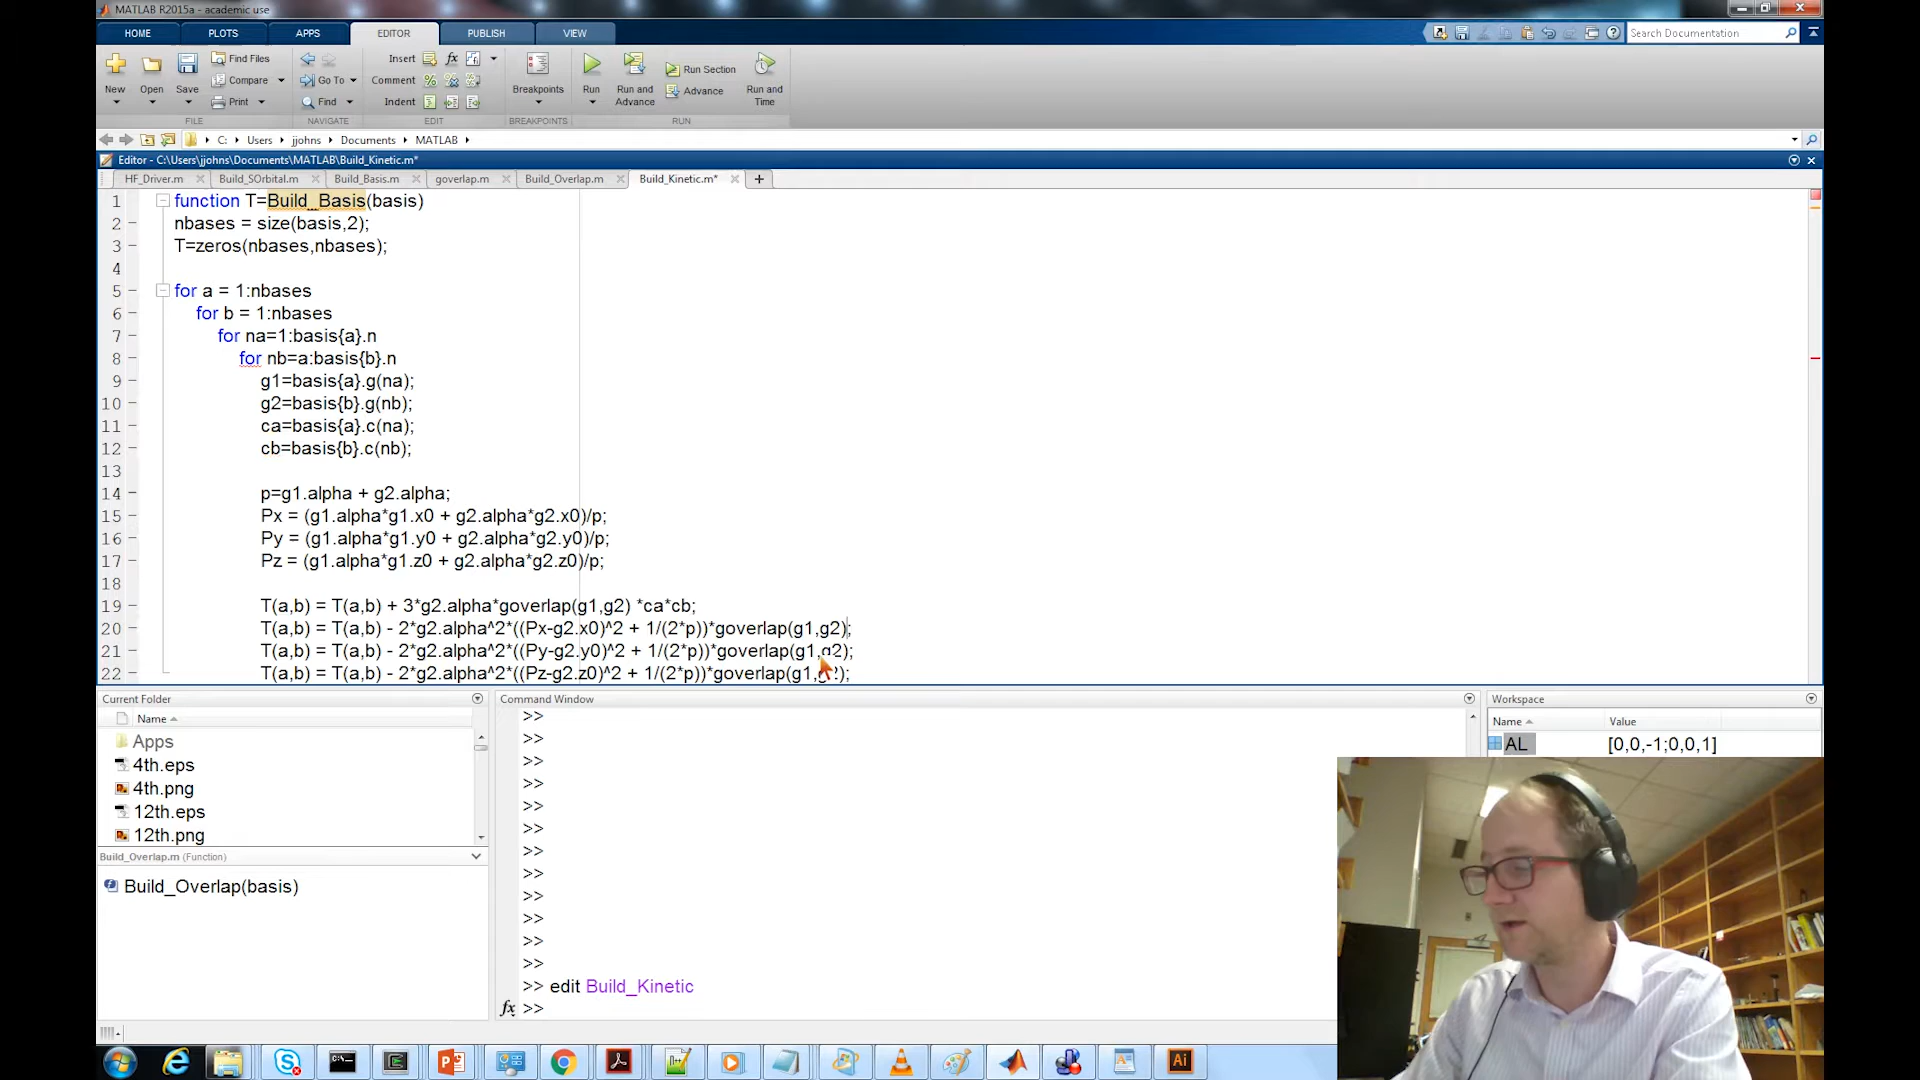 MATLAB R2015a - academic use
HOME PLOTS APPS EDITOR PUBLISH VIEW
Search Documentation
New Open Save Find Files Compare Print
Go To Find
Insert Comment Indent
Breakpoints Run Run and Advance Run Section Advance Run and Time
FILE NAVIGATE EDIT BREAKPOINTS RUN
C: Users jjohns Documents MATLAB
Editor - C:\Users\jjohns\Documents\MATLAB\Build_Kinetic.m*
HF_Driver.m Build_SOrbital.m Build_Basis.m goverlap.m Build_Overlap.m Build_Kinetic.m*
1 function T=Build_Basis(basis)
2 nbases = size(basis,2);
3 T=zeros(nbases,nbases);
4
5 for a = 1:nbases
6 for b = 1:nbases
7 for na=1:basis{a}.n
8 for nb=a:basis{b}.n
9 g1=basis{a}.g(na);
10 g2=basis{b}.g(nb);
11 ca=basis{a}.c(na);
12 cb=basis{b}.c(nb);
13
14 p=g1.alpha + g2.alpha;
15 Px = (g1.alpha*g1.x0 + g2.alpha*g2.x0)/p;
16 Py = (g1.alpha*g1.y0 + g2.alpha*g2.y0)/p;
17 Pz = (g1.alpha*g1.z0 + g2.alpha*g2.z0)/p;
18
19 T(a,b) = T(a,b) + 3*g2.alpha*goverlap(g1,g2) *ca*cb;
20 T(a,b) = T(a,b) - 2*g2.alpha^2*((Px-g2.x0)^2 + 1/(2*p))*goverlap(g1,g2);
21 T(a,b) = T(a,b) - 2*g2.alpha^2*((Py-g2.y0)^2 + 1/(2*p))*goverlap(g1,g2);
22 T(a,b) = T(a,b) - 2*g2.alpha^2*((Pz-g2.z0)^2 + 1/(2*p))*goverlap(g1,g2);
Current Folder
Name
Apps
4th.eps
4th.png
12th.eps
12th.png
Build_Overlap.m (Function)
Build_Overlap(basis)
Command Window
>>
>>
>>
>>
>>
>>
>>
>>
>>
>>
>>
>>
>> edit Build_Kinetic
fx >>
Workspace
Name Value
AL [0,0,-1;0,0,1]
Ai